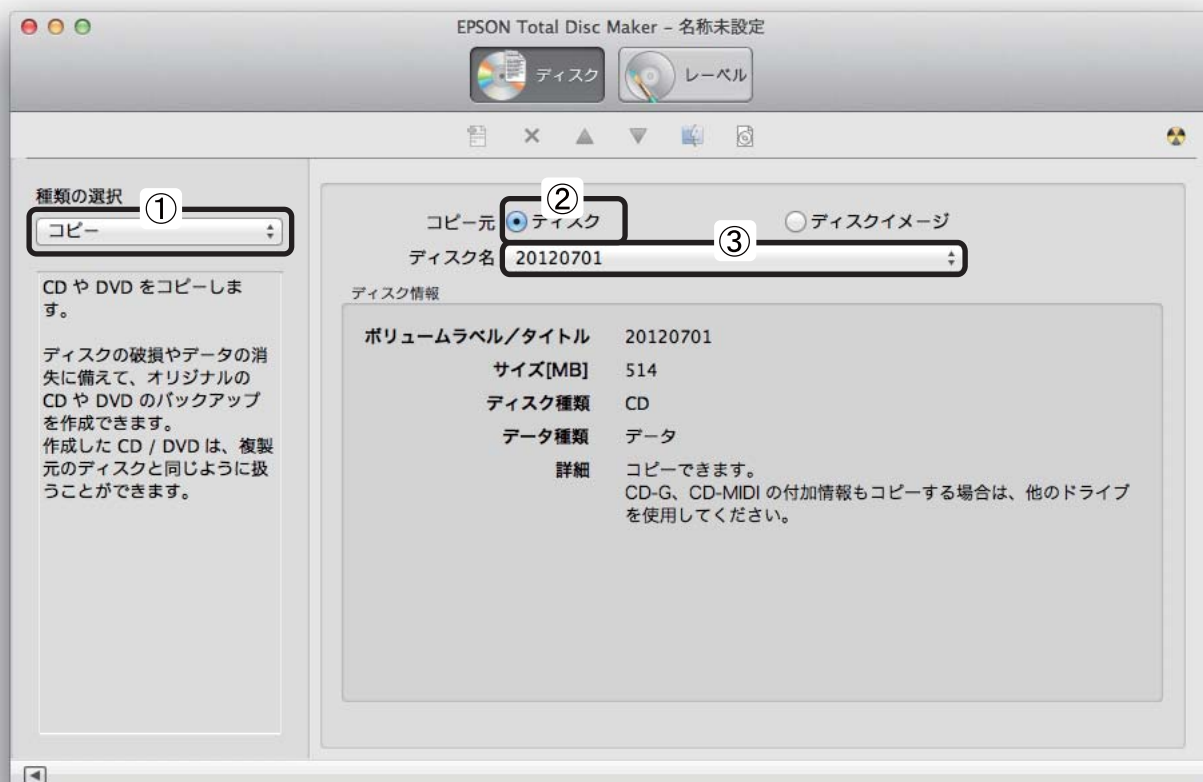 EPSON Total Disc Maker – 名称未設定
ディスク
レーベル
種類の選択
①
コピー
CD や DVD をコピーしま
す。
ディスクの破損やデータの消
失に備えて、オリジナルの
CD や DVD のバックアップ
を作成できます。
作成した CD / DVD は、複製
元のディスクと同じように扱
うことができます。
②
コピー元 ディスク ディスクイメージ
③
ディスク名 20120701
ディスク情報
ボリュームラベル／タイトル 20120701
サイズ[MB] 514
ディスク種類 CD
データ種類 データ
詳細 コピーできます。
CD-G、CD-MIDI の付加情報もコピーする場合は、他のドライブ
を使用してください。